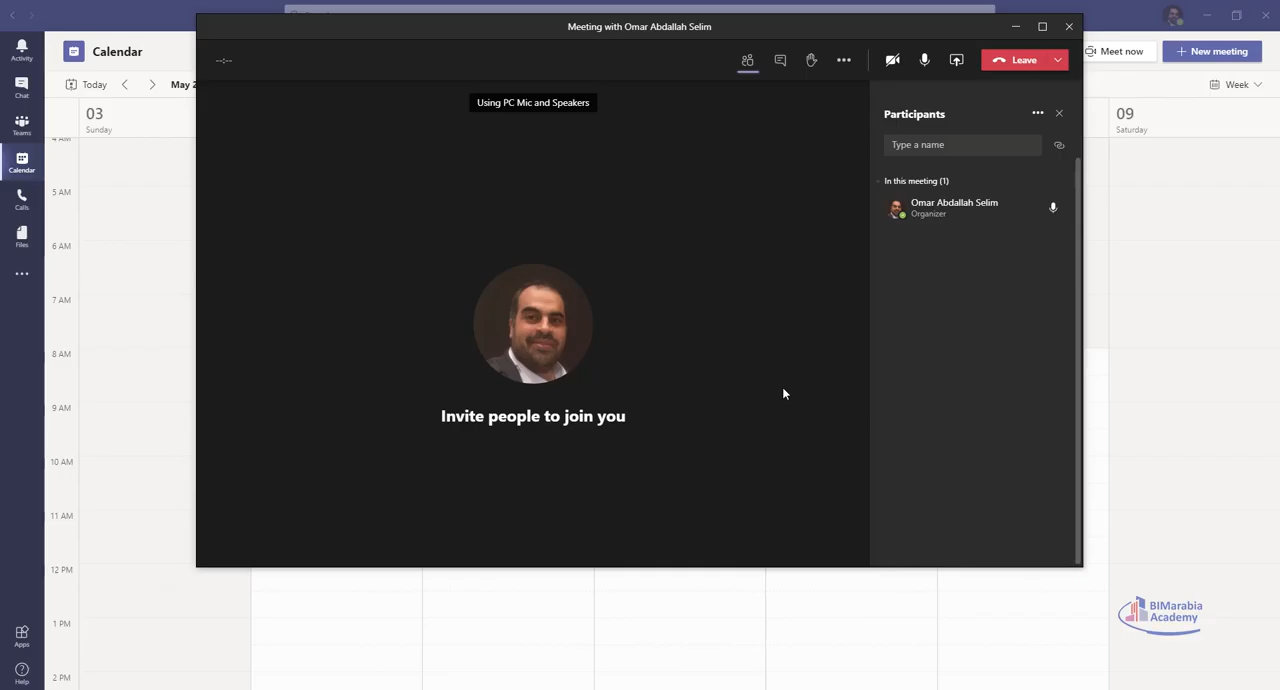 Meeting with Omar Abdallah Selim
Activity
Calendar
Meet now
New meeting
--:--
Leave
Chat
Today
May 2
Week
Using PC Mic and Speakers
Participants
03
Sunday
09
Saturday
Teams
Type a name
4 AM
Calendar
In this meeting (1)
5 AM
Omar Abdallah Selim
Organizer
Calls
Files
6 AM
7 AM
8 AM
9 AM
Invite people to join you
10 AM
11 AM
12 PM
BIMarabia
Academy
1 PM
Apps
Help
2 PM